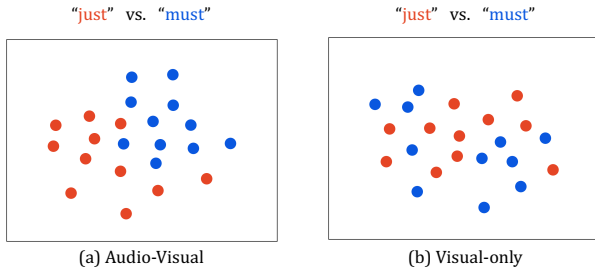 “just” vs. “must”
“just” vs. “must”
(a) Audio-Visual
(b) Visual-only